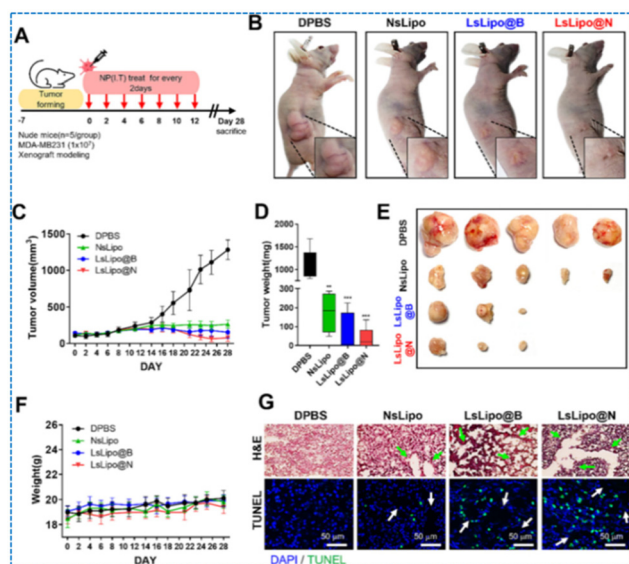 A
NP(I.T) treat for every
2days
Tumor
forming
-7 0 2 4 6 8 10 12 Day 28
sacrifice
Nude mice(n=5/group)
MDA-MB231 (1x10⁷)
Xenograft modeling
B
DPBS NsLipo LsLipo@B LsLipo@N
C
Tumor volume(mm³)
1500
1000
500
0
DPBS
NsLipo
LsLipo@B
LsLipo@N
0 2 4 6 8 10 12 14 16 18 20 22 24 26 28
DAY
D
Tumor weight(mg)
2000
1500
1000
500
300
200
100
0
** *** ***
DPBS
NsLipo
LsLipo@B
LsLipo@N
E
DPBS
NsLipo
LsLipo
@B
LsLipo
@N
F
Weight(g)
26
24
22
20
18
16
DPBS
NsLipo
LsLipo@B
LsLipo@N
0 2 4 6 8 10 12 14 16 18 20 22 24 26 28
DAY
G
DPBS NsLipo LsLipo@B LsLipo@N
H&E
TUNEL
50 μm 50 μm 50 μm 50 μm
DAPI / TUNEL